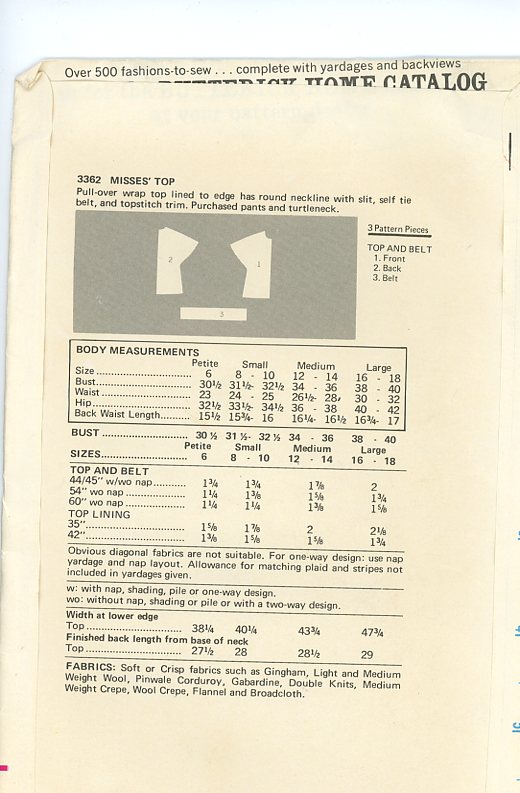 Over 500 fashions-to-sew . . . complete with yardages and backviews
BUTTERICK HOME CATALOG
3362 MISSES' TOP
Pull-over wrap top lined to edge has round neckline with slit, self tie
belt, and topstitch trim. Purchased pants and turtleneck.
3 Pattern Pieces
TOP AND BELT
1. Front
2. Back
3. Belt
2
1
3
BODY MEASUREMENTS
Petite Small Medium Large
Size 6 8 - 10 12 - 14 16 - 18
Bust 30½ 31½- 32½ 34 - 36 38 - 40
Waist 23 24 - 25 26½- 28 30 - 32
Hip 32½ 33½- 34½ 36 - 38 40 - 42
Back Waist Length 15½ 15¾- 16 16¼- 16½ 16¾- 17
BUST 30 ½ 31 ½- 32 ½ 34 - 36 38 - 40
Petite Small Medium Large
SIZES 6 8 - 10 12 - 14 16 - 18
TOP AND BELT
44/45" w/wo nap 1¾ 1¾ 1⅞ 2
54" wo nap 1¼ 1⅜ 1⅝ 1¾
60" wo nap 1¼ 1¼ 1⅜ 1⅝
TOP LINING
35" 1⅝ 1⅞ 2 2⅛
42" 1⅜ 1⅝ 1⅝ 1¾
Obvious diagonal fabrics are not suitable. For one-way design: use nap
yardage and nap layout. Allowance for matching plaid and stripes not
included in yardages given.
w: with nap, shading, pile or one-way design.
wo: without nap, shading or pile or with a two-way design.
Width at lower edge
Top 38¼ 40¼ 43¾ 47¾
Finished back length from base of neck
Top 27½ 28 28½ 29
FABRICS: Soft or Crisp fabrics such as Gingham, Light and Medium
Weight Wool, Pinwale Corduroy, Gabardine, Double Knits, Medium
Weight Crepe, Wool Crepe, Flannel and Broadcloth.